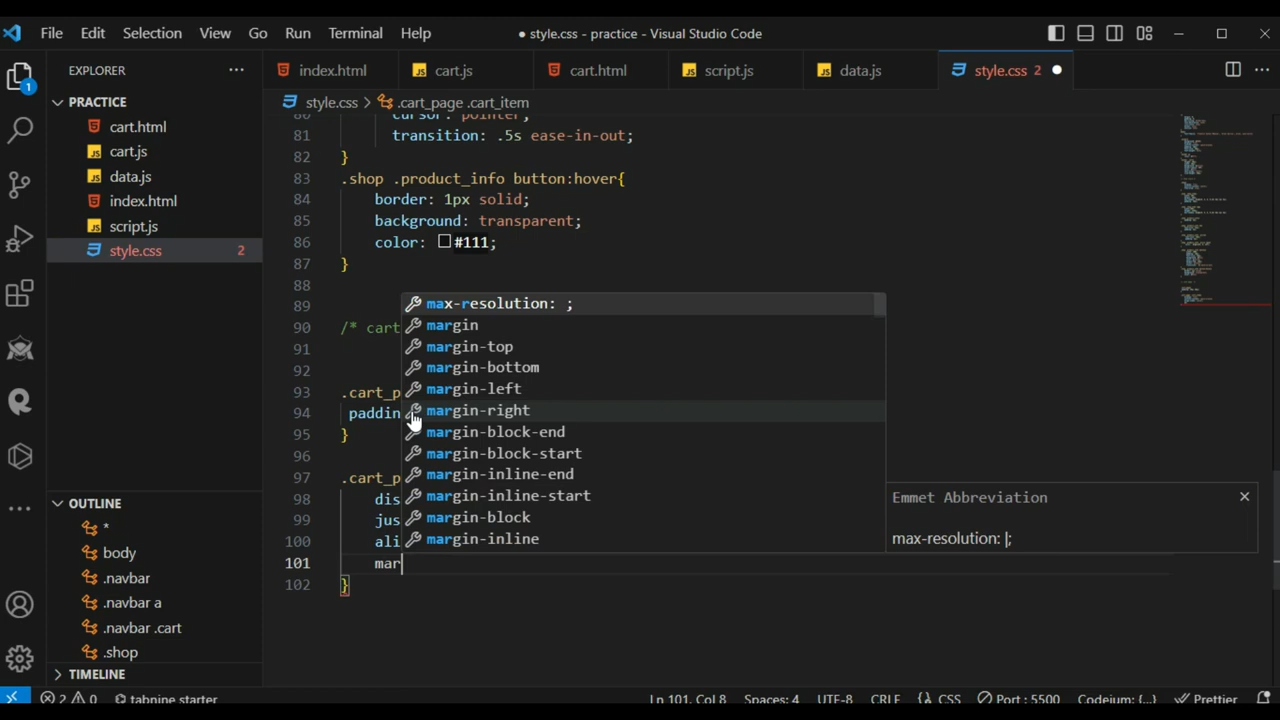 File Edit Selection View Go Run Terminal Help
● style.css - practice - Visual Studio Code
EXPLORER
index.html cart.js cart.html script.js data.js style.css 2
PRACTICE
style.css > .cart_page .cart_item
cart.html
cart.js
data.js
index.html
script.js
style.css 2
OUTLINE
*
body
.navbar
.navbar a
.navbar .cart
.shop
TIMELINE
1
81 transition: .5s ease-in-out;
82 }
83 .shop .product_info button:hover{
84 border: 1px solid;
85 background: transparent;
86 color: #111;
87 }
88
89
90 /* cart
91
92
93 .cart_p
94 paddin
95 }
96
97 .cart_p
98 dis
99 jus
100 ali
101 mar
102 }
max-resolution: ;
margin
margin-top
margin-bottom
margin-left
margin-right
margin-block-end
margin-block-start
margin-inline-end
margin-inline-start
margin-block
margin-inline
Emmet Abbreviation
max-resolution: |;
2 0 tabnine starter Ln 101, Col 8 Spaces: 4 UTF-8 CRLF {} CSS Port : 5500 Codeium: {...} Prettier